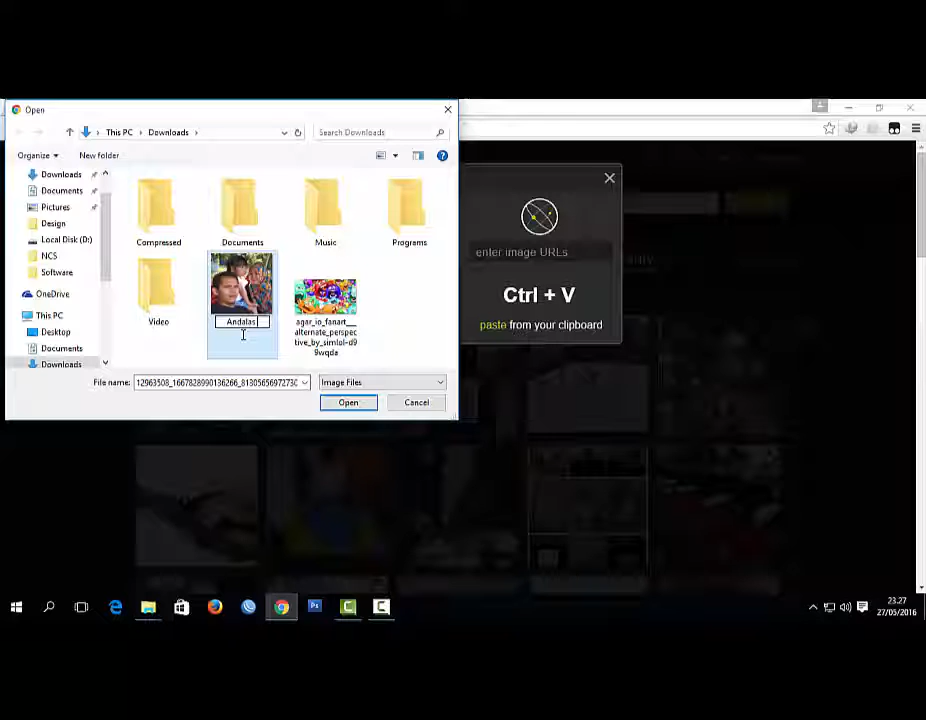 Open
This PC > Downloads >
Search Downloads
Organize
New folder
Downloads
Documents
Pictures
Design
Local Disk (D:)
NCS
Software
OneDrive
This PC
Desktop
Documents
Downloads
Compressed
Documents
Music
Programs
Video
Andalas
agar_io_fanart__
alternate_perspec
tive_by_simlol-d9
9wqda
File name:
12963508_1667828990136266_8130565697273C
Image Files
Open
Cancel
enter image URLs
Ctrl + V
paste from your clipboard
23.27
27/05/2016